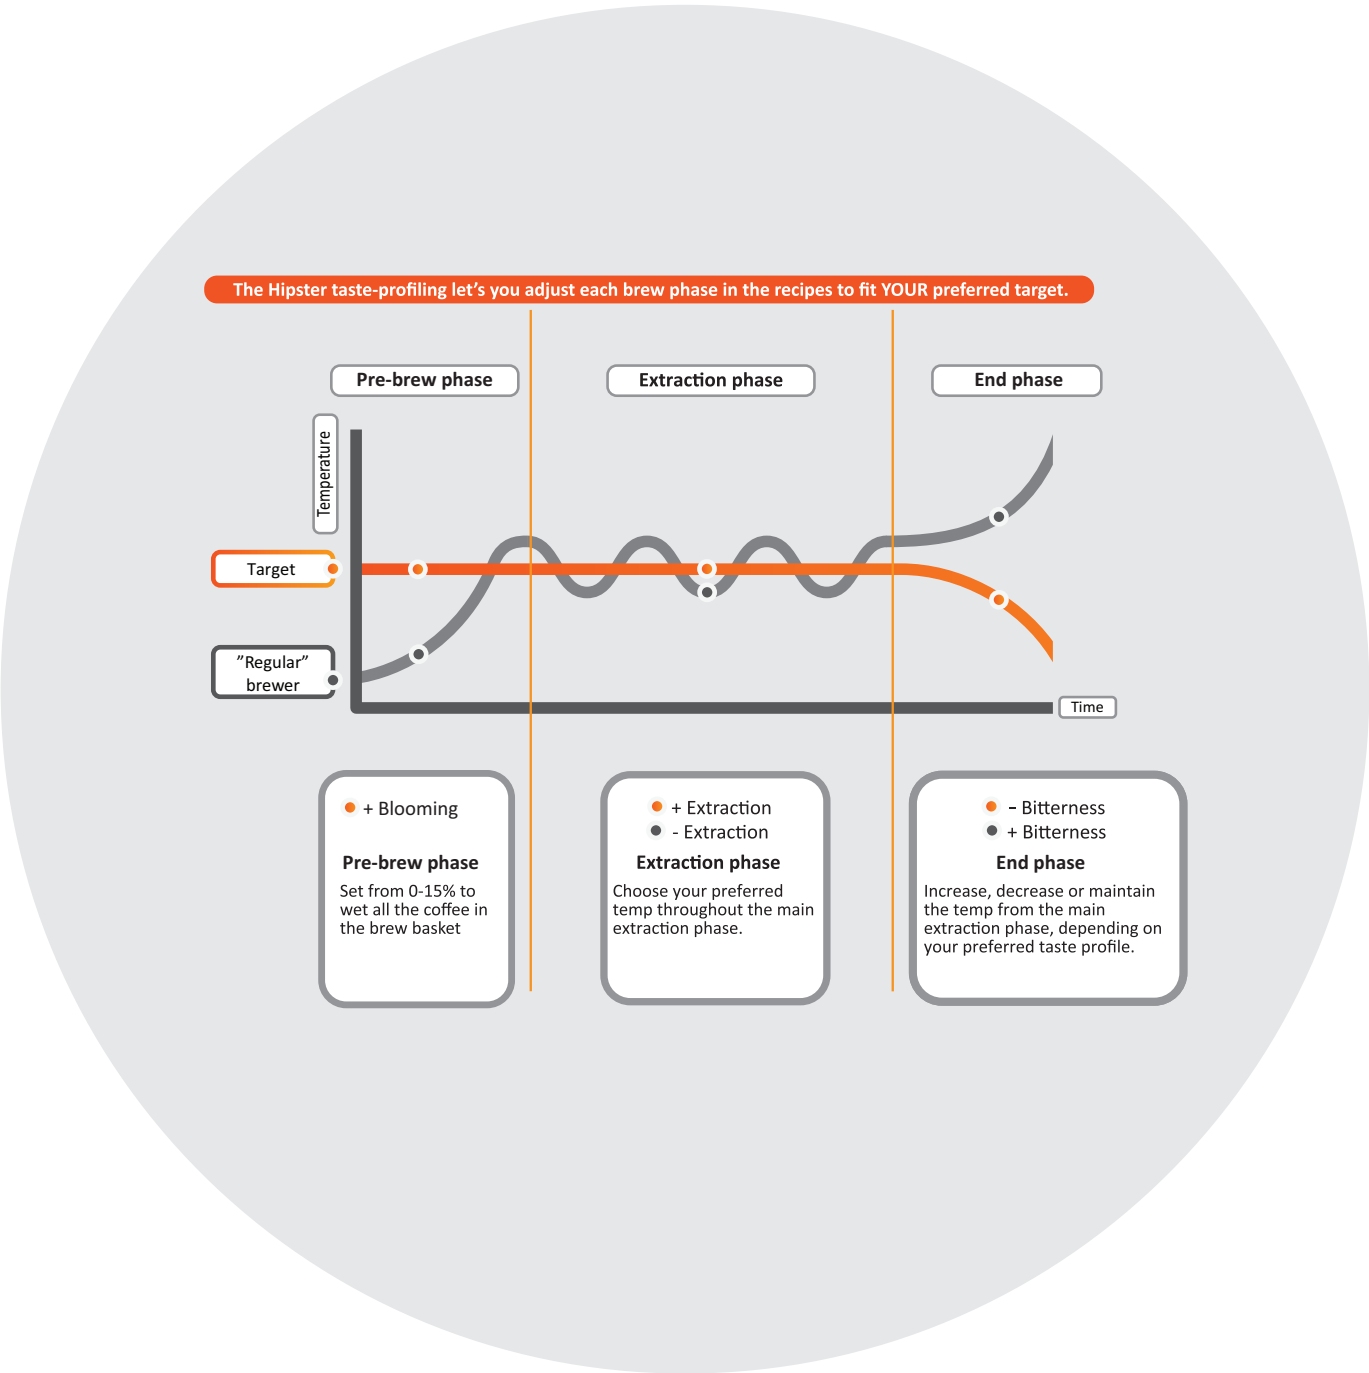 The Hipster taste-profiling let's you adjust each brew phase in the recipes to fit YOUR preferred target.
Pre-brew phase
Extraction phase
End phase
Temperature
Target
”Regular”
brewer
Time
+ Blooming
Pre-brew phase
Set from 0-15% to
wet all the coffee in
the brew basket
+ Extraction
- Extraction
Extraction phase
Choose your preferred
temp throughout the main
extraction phase.
– Bitterness
+ Bitterness
End phase
Increase, decrease or maintain
the temp from the main
extraction phase, depending on
your preferred taste profile.